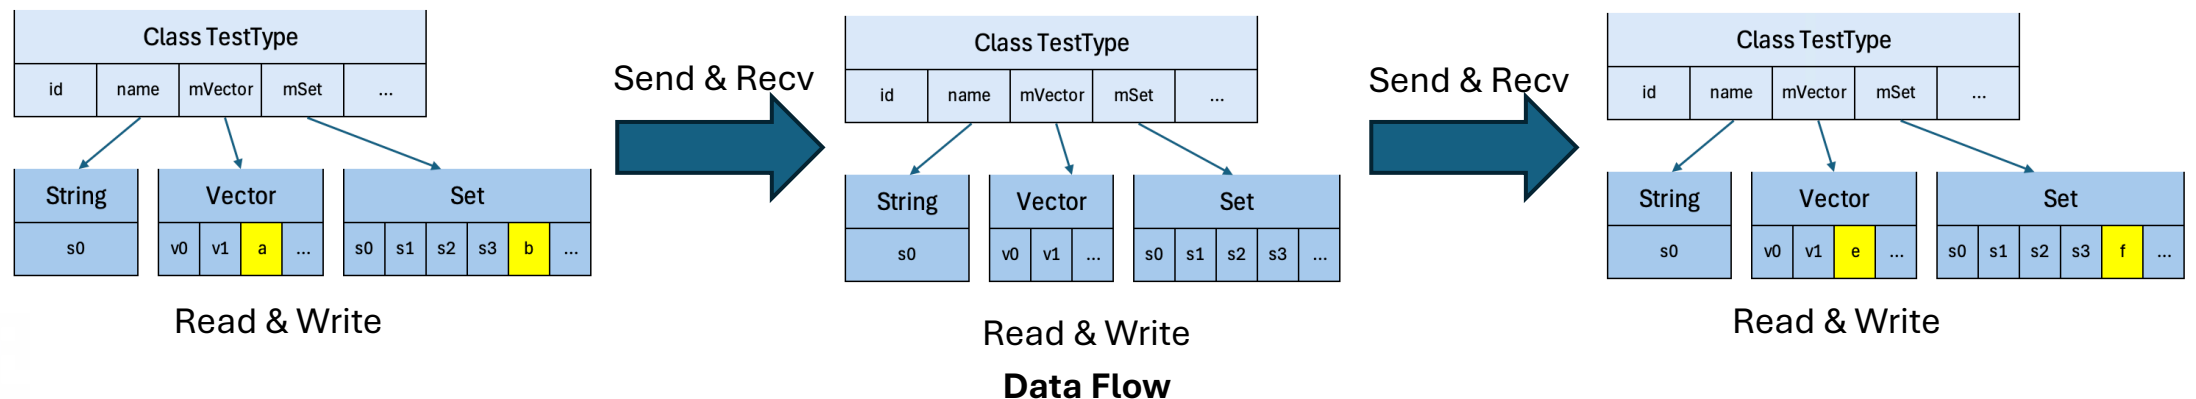 Class TestType
id name mVector mSet ...
String
s0
Vector
v0 v1 a ...
Set
s0 s1 s2 s3 b ...
Read & Write
Send & Recv
Class TestType
id name mVector mSet ...
String
s0
Vector
v0 v1 ...
Set
s0 s1 s2 s3 ...
Read & Write
Send & Recv
Class TestType
id name mVector mSet ...
String
s0
Vector
v0 v1 e ...
Set
s0 s1 s2 s3 f ...
Read & Write
Data Flow